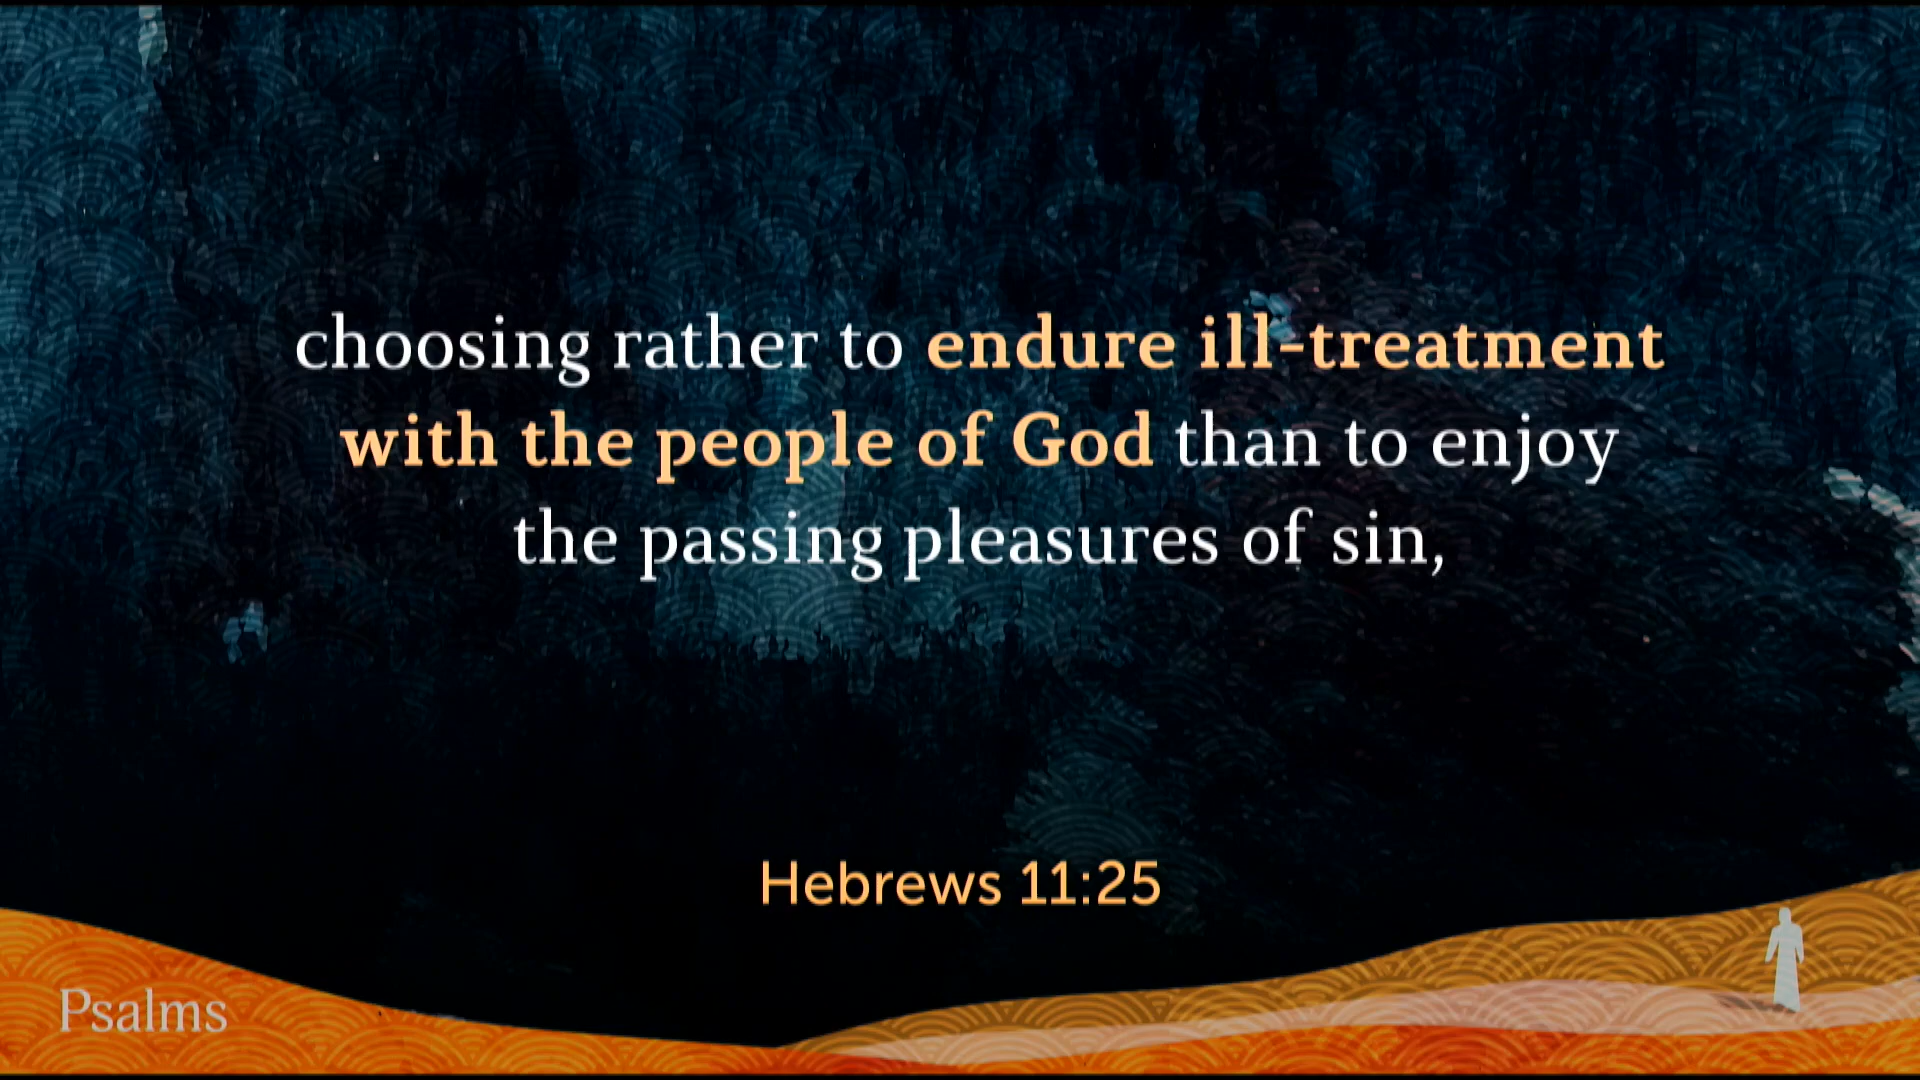 choosing rather to endure ill-treatment
with the people of God than to enjoy
the passing pleasures of sin,
Hebrews 11:25
Psalms